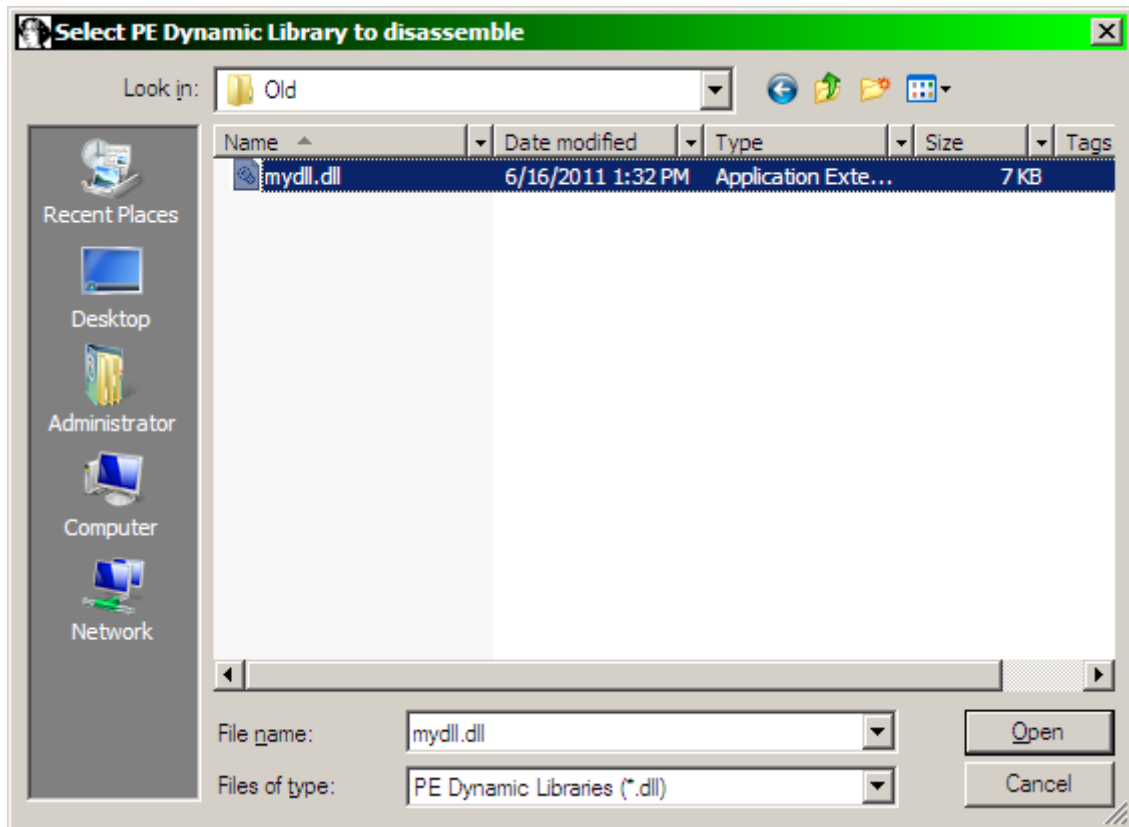 Select PE Dynamic Library to disassemble
Look in: Old
Name Date modified Type Size Tags
mydll.dll 6/16/2011 1:32 PM Application Exte... 7 KB
Recent Places
Desktop
Administrator
Computer
Network
File name: mydll.dll Open
Files of type: PE Dynamic Libraries (*.dll) Cancel